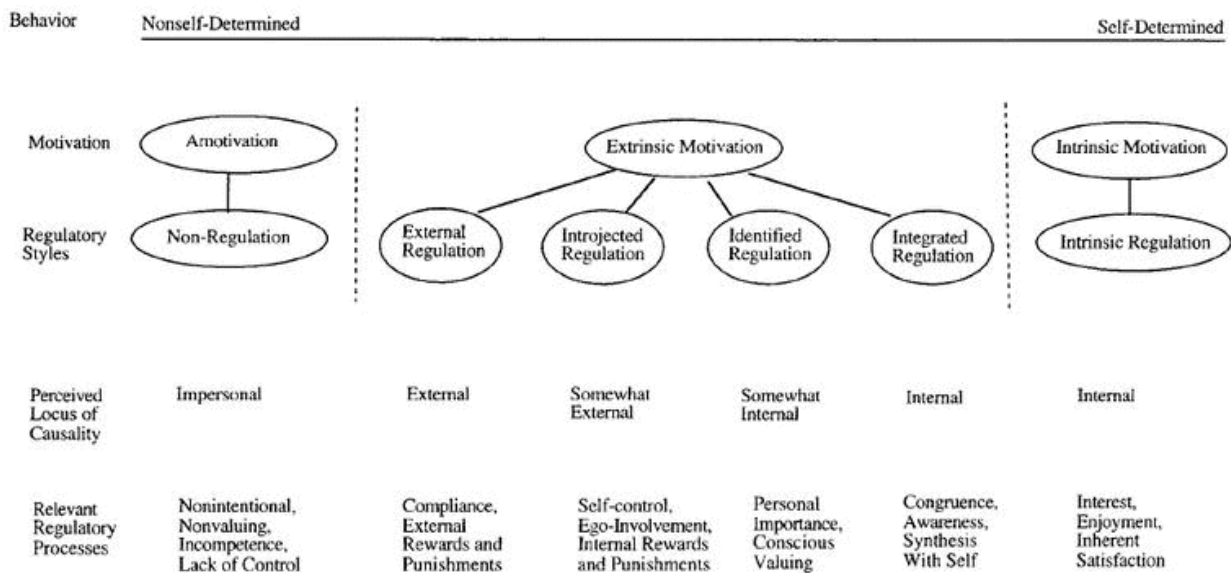 Behavior
Nonself-Determined
Self-Determined
Motivation
Amotivation
Extrinsic Motivation
Intrinsic Motivation
Regulatory
Styles
Non-Regulation
External
Regulation
Introjected
Regulation
Identified
Regulation
Integrated
Regulation
Intrinsic Regulation
Perceived
Locus of
Causality
Impersonal
External
Somewhat
External
Somewhat
Internal
Internal
Internal
Relevant
Regulatory
Processes
Nonintentional,
Nonvaluing,
Incompetence,
Lack of Control
Compliance,
External
Rewards and
Punishments
Self-control,
Ego-Involvement,
Internal Rewards
and Punishments
Personal
Importance,
Conscious
Valuing
Congruence,
Awareness,
Synthesis
With Self
Interest,
Enjoyment,
Inherent
Satisfaction